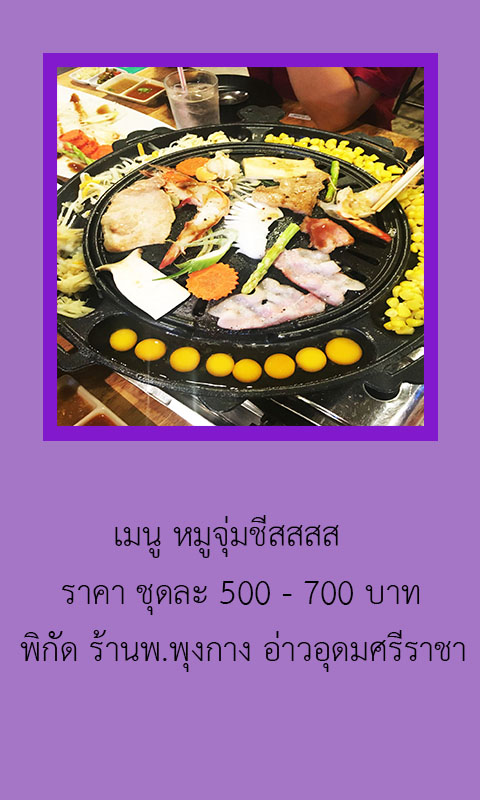 เมนู หมูจุ่มชีสสสส
ราคา ชุดละ 500 - 700 บาท
พิกัด ร้านพ.พุงกาง อ่าวอุดมศรีราชา